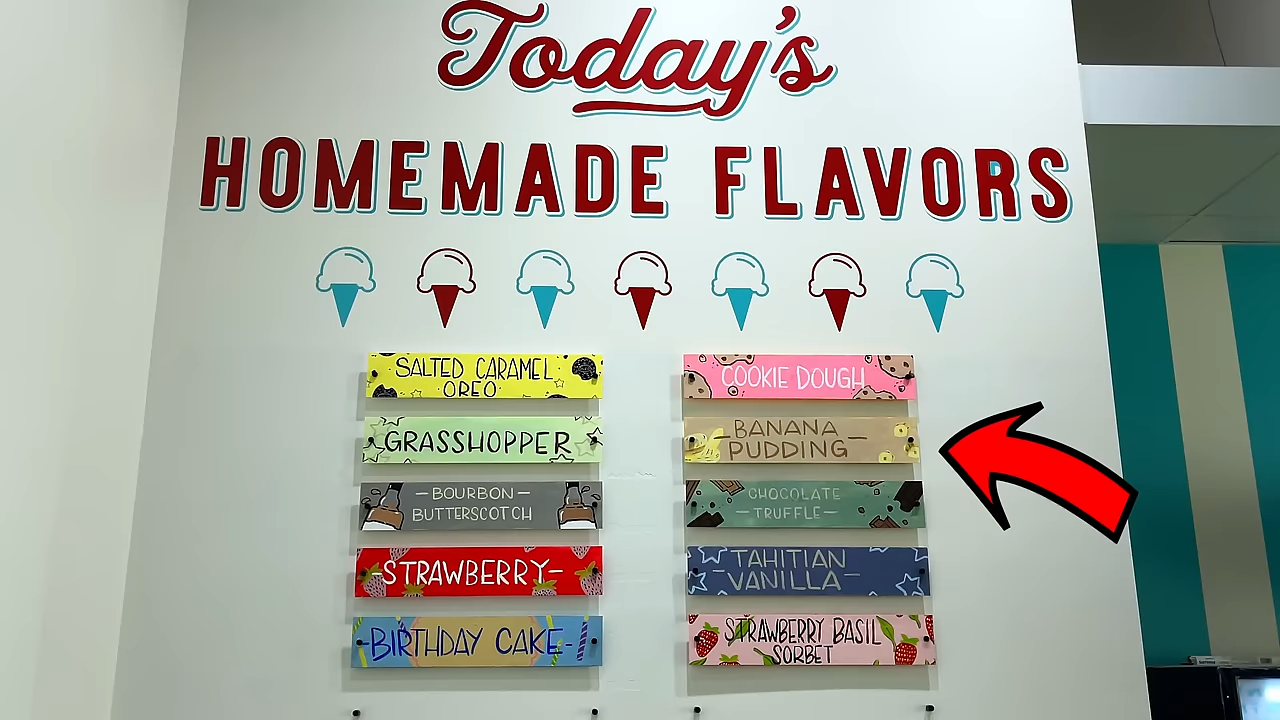 Today's
HOMEMADE FLAVORS
SALTED CARAMEL
OREO
GRASSHOPPER
-BOURBON-
BUTTERSCOTCH
-STRAWBERRY-
-BIRTHDAY CAKE-
COOKIE DOUGH
-BANANA
PUDDING-
CHOCOLATE
-TRUFFLE-
-TAHITIAN
VANILLA-
STRAWBERRY BASIL
SORBET